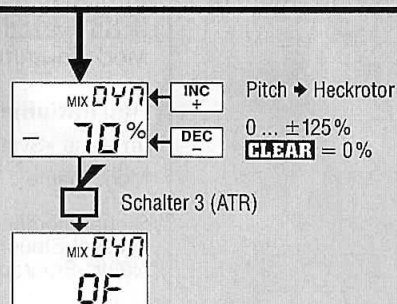 MIX DYN
INC
+
Pitch ➧ Heckrotor
– 70%
DEC
–
0 ... ±125%
CLEAR = 0%
Schalter 3 (ATR)
MIX DYN
OF